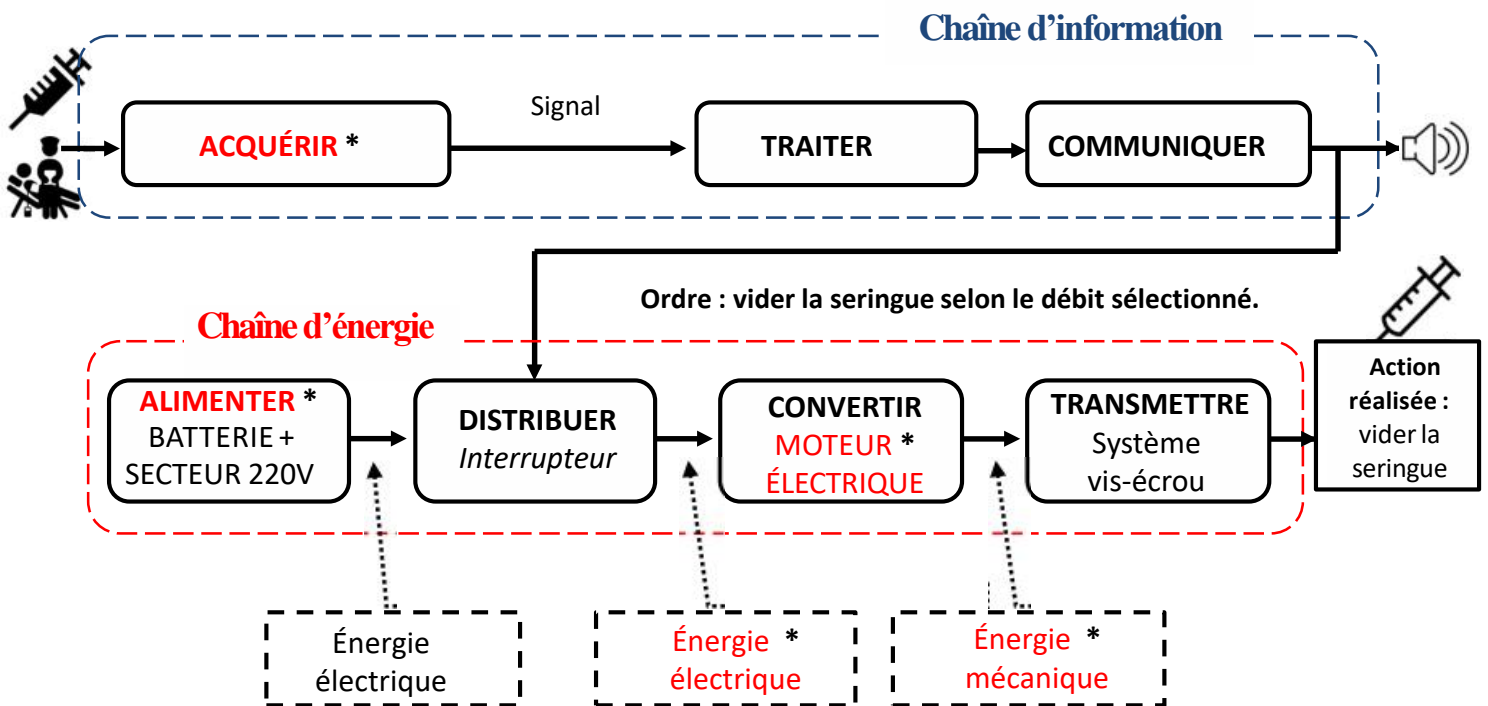 Chaîne d’information
Signal
ACQUÉRIR *
TRAITER
COMMUNIQUER
Ordre : vider la seringue selon le débit sélectionné.
Chaîne d’énergie
ALIMENTER *
BATTERIE +
SECTEUR 220V
DISTRIBUER
Interrupteur
CONVERTIR
MOTEUR *
ÉLECTRIQUE
TRANSMETTRE
Système
vis-écrou
Action
réalisée :
vider la
seringue
Énergie
électrique
Énergie *
électrique
Énergie *
mécanique